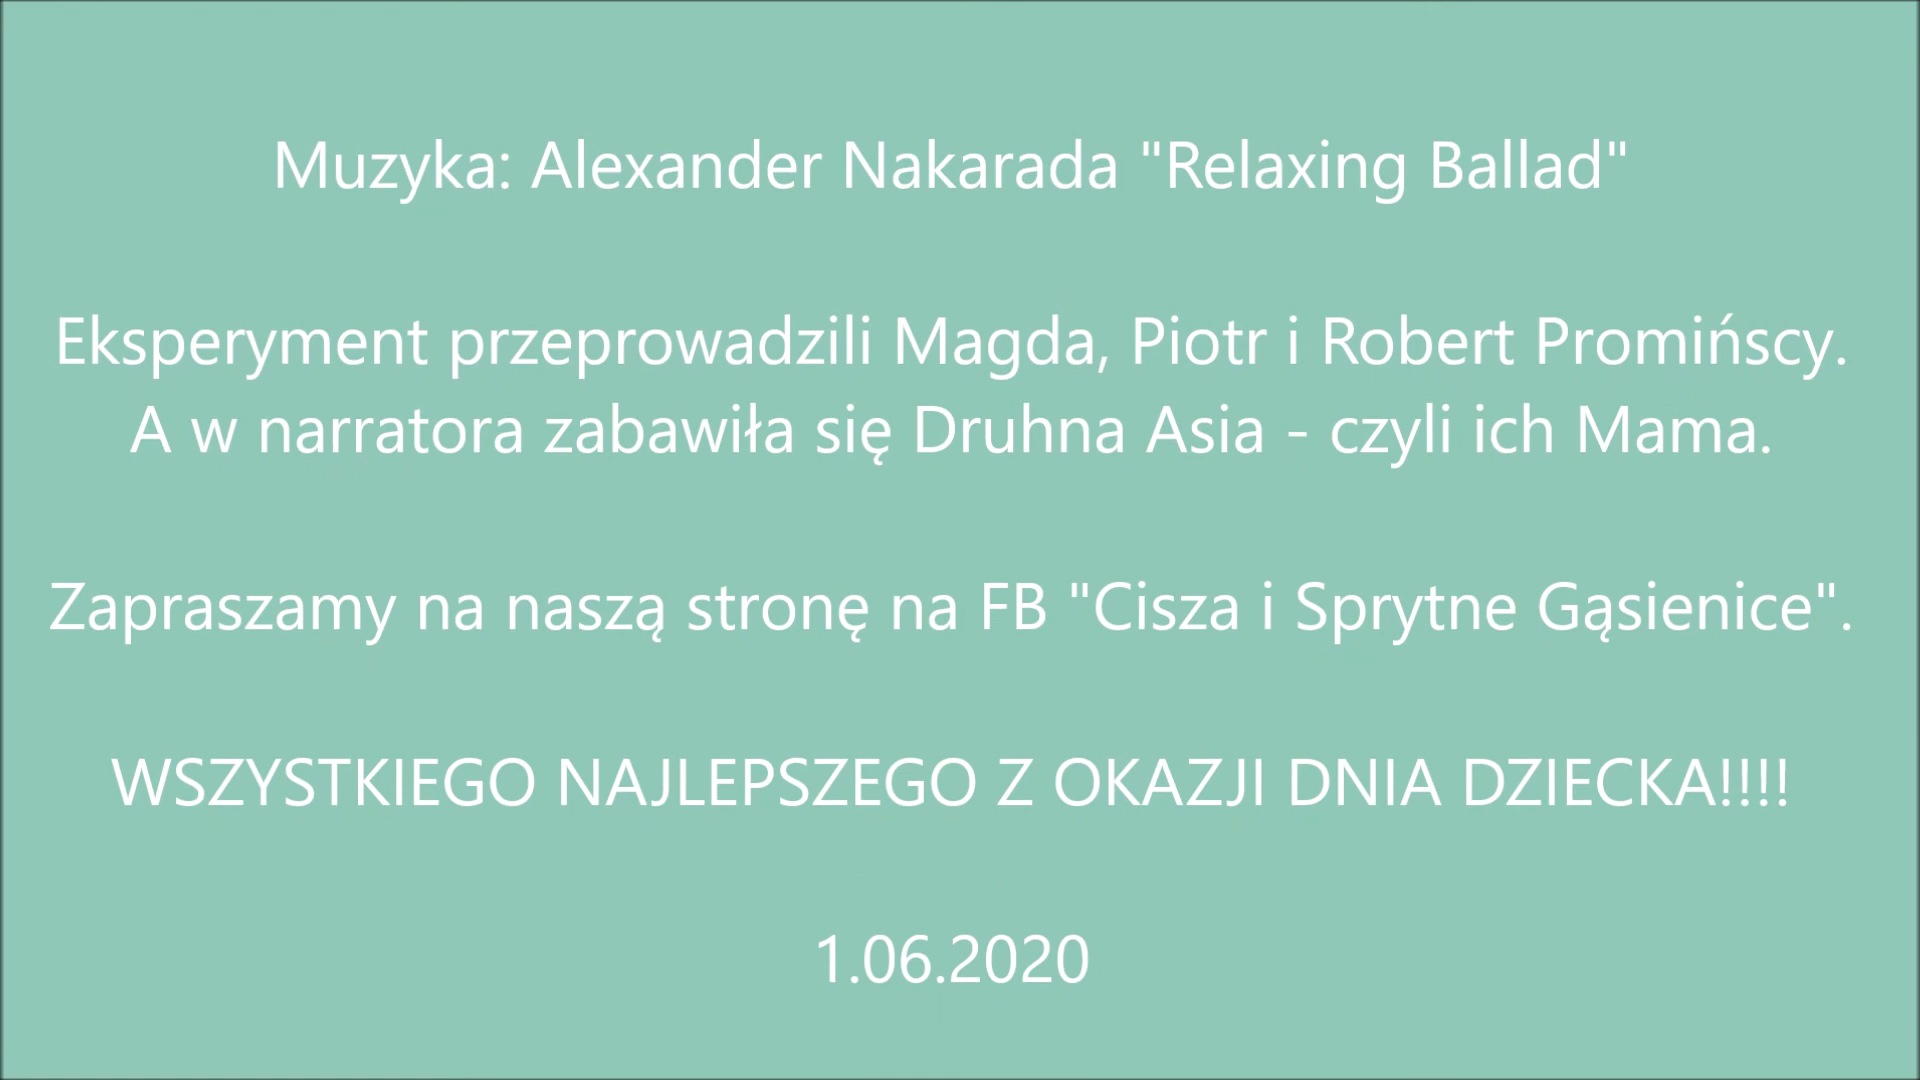 Muzyka: Alexander Nakarada "Relaxing Ballad"
Eksperyment przeprowadzili Magda, Piotr i Robert Promińscy.
A w narratora zabawiła się Druhna Asia - czyli ich Mama.
Zapraszamy na naszą stronę na FB "Cisza i Sprytne Gąsienice".
WSZYSTKIEGO NAJLEPSZEGO Z OKAZJI DNIA DZIECKA!!!!
1.06.2020